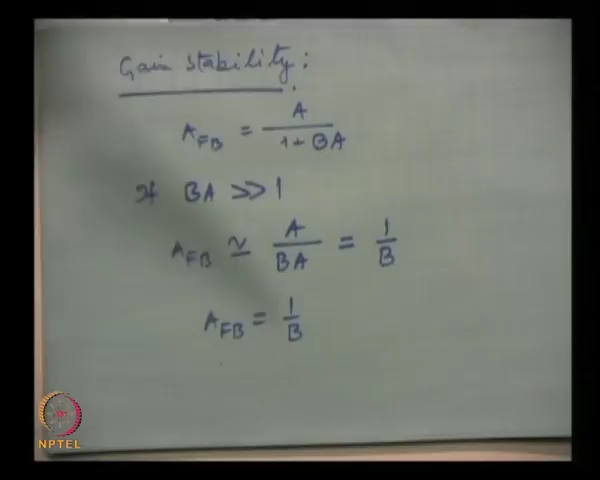 Gain stability:
A_FB = A / 1 + BA
If BA >> 1
A_FB ≃ A / BA = 1 / B
A_FB = 1 / B
NPTEL